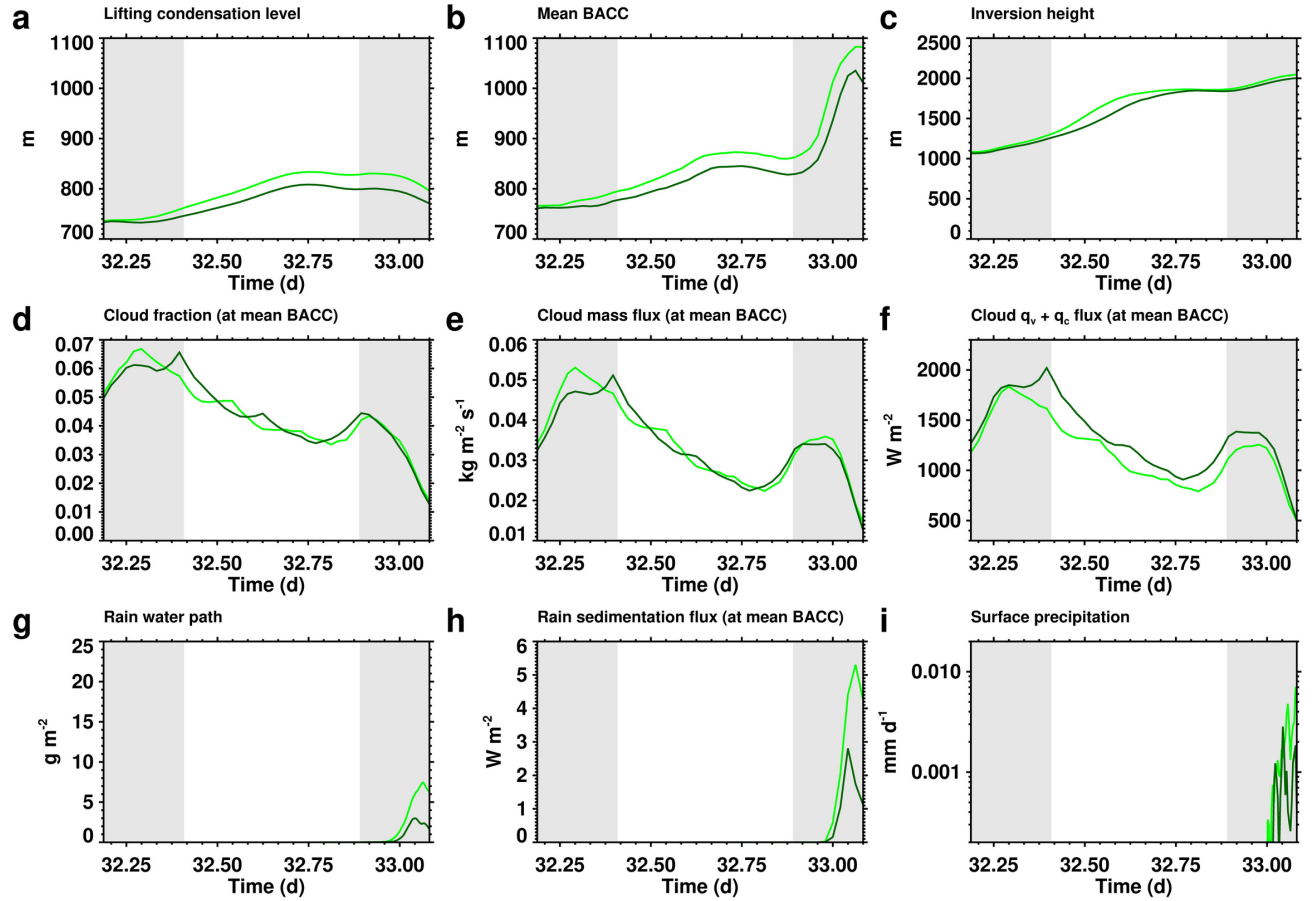 a Lifting condensation level
1100
1000
900
800
700
m
32.25 32.50 32.75 33.00
Time (d)
b Mean BACC
1100
1000
900
800
700
m
32.25 32.50 32.75 33.00
Time (d)
c Inversion height
2500
2000
1500
1000
500
0
m
32.25 32.50 32.75 33.00
Time (d)
d Cloud fraction (at mean BACC)
0.07
0.06
0.05
0.04
0.03
0.02
0.01
0.00
32.25 32.50 32.75 33.00
Time (d)
e Cloud mass flux (at mean BACC)
0.06
0.05
0.04
0.03
0.02
0.01
kg m⁻² s⁻¹
32.25 32.50 32.75 33.00
Time (d)
f Cloud qᵥ + q꜀ flux (at mean BACC)
2000
1500
1000
500
W m⁻²
32.25 32.50 32.75 33.00
Time (d)
g Rain water path
25
20
15
10
5
0
g m⁻²
32.25 32.50 32.75 33.00
Time (d)
h Rain sedimentation flux (at mean BACC)
6
5
4
3
2
1
0
W m⁻²
32.25 32.50 32.75 33.00
Time (d)
i Surface precipitation
0.010
0.001
mm d⁻¹
32.25 32.50 32.75 33.00
Time (d)